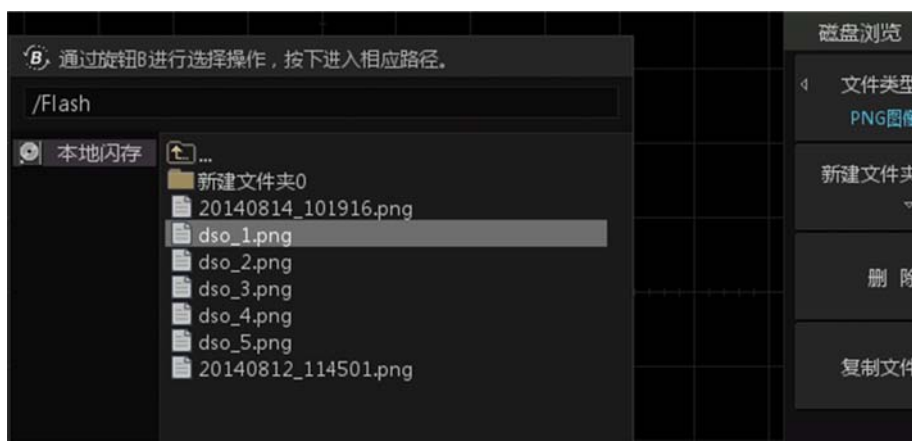 B 通过旋钮B进行选择操作，按下进入相应路径。
/Flash
本地闪存
...
新建文件夹0
20140814_101916.png
dso_1.png
dso_2.png
dso_3.png
dso_4.png
dso_5.png
20140812_114501.png
磁盘浏览
文件类型
PNG图像
新建文件夹
删 除
复制文件